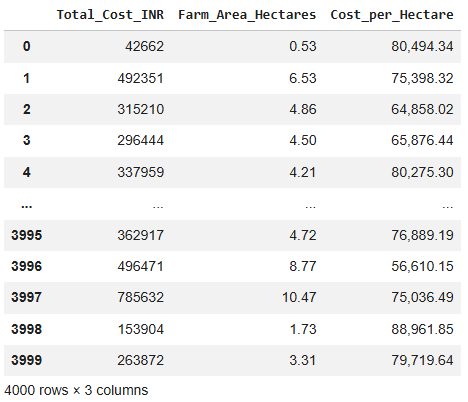 Total_Cost_INR Farm_Area_Hectares Cost_per_Hectare
0 42662 0.53 80,494.34
1 492351 6.53 75,398.32
2 315210 4.86 64,858.02
3 296444 4.50 65,876.44
4 337959 4.21 80,275.30
... ... ... ...
3995 362917 4.72 76,889.19
3996 496471 8.77 56,610.15
3997 785632 10.47 75,036.49
3998 153904 1.73 88,961.85
3999 263872 3.31 79,719.64
4000 rows × 3 columns